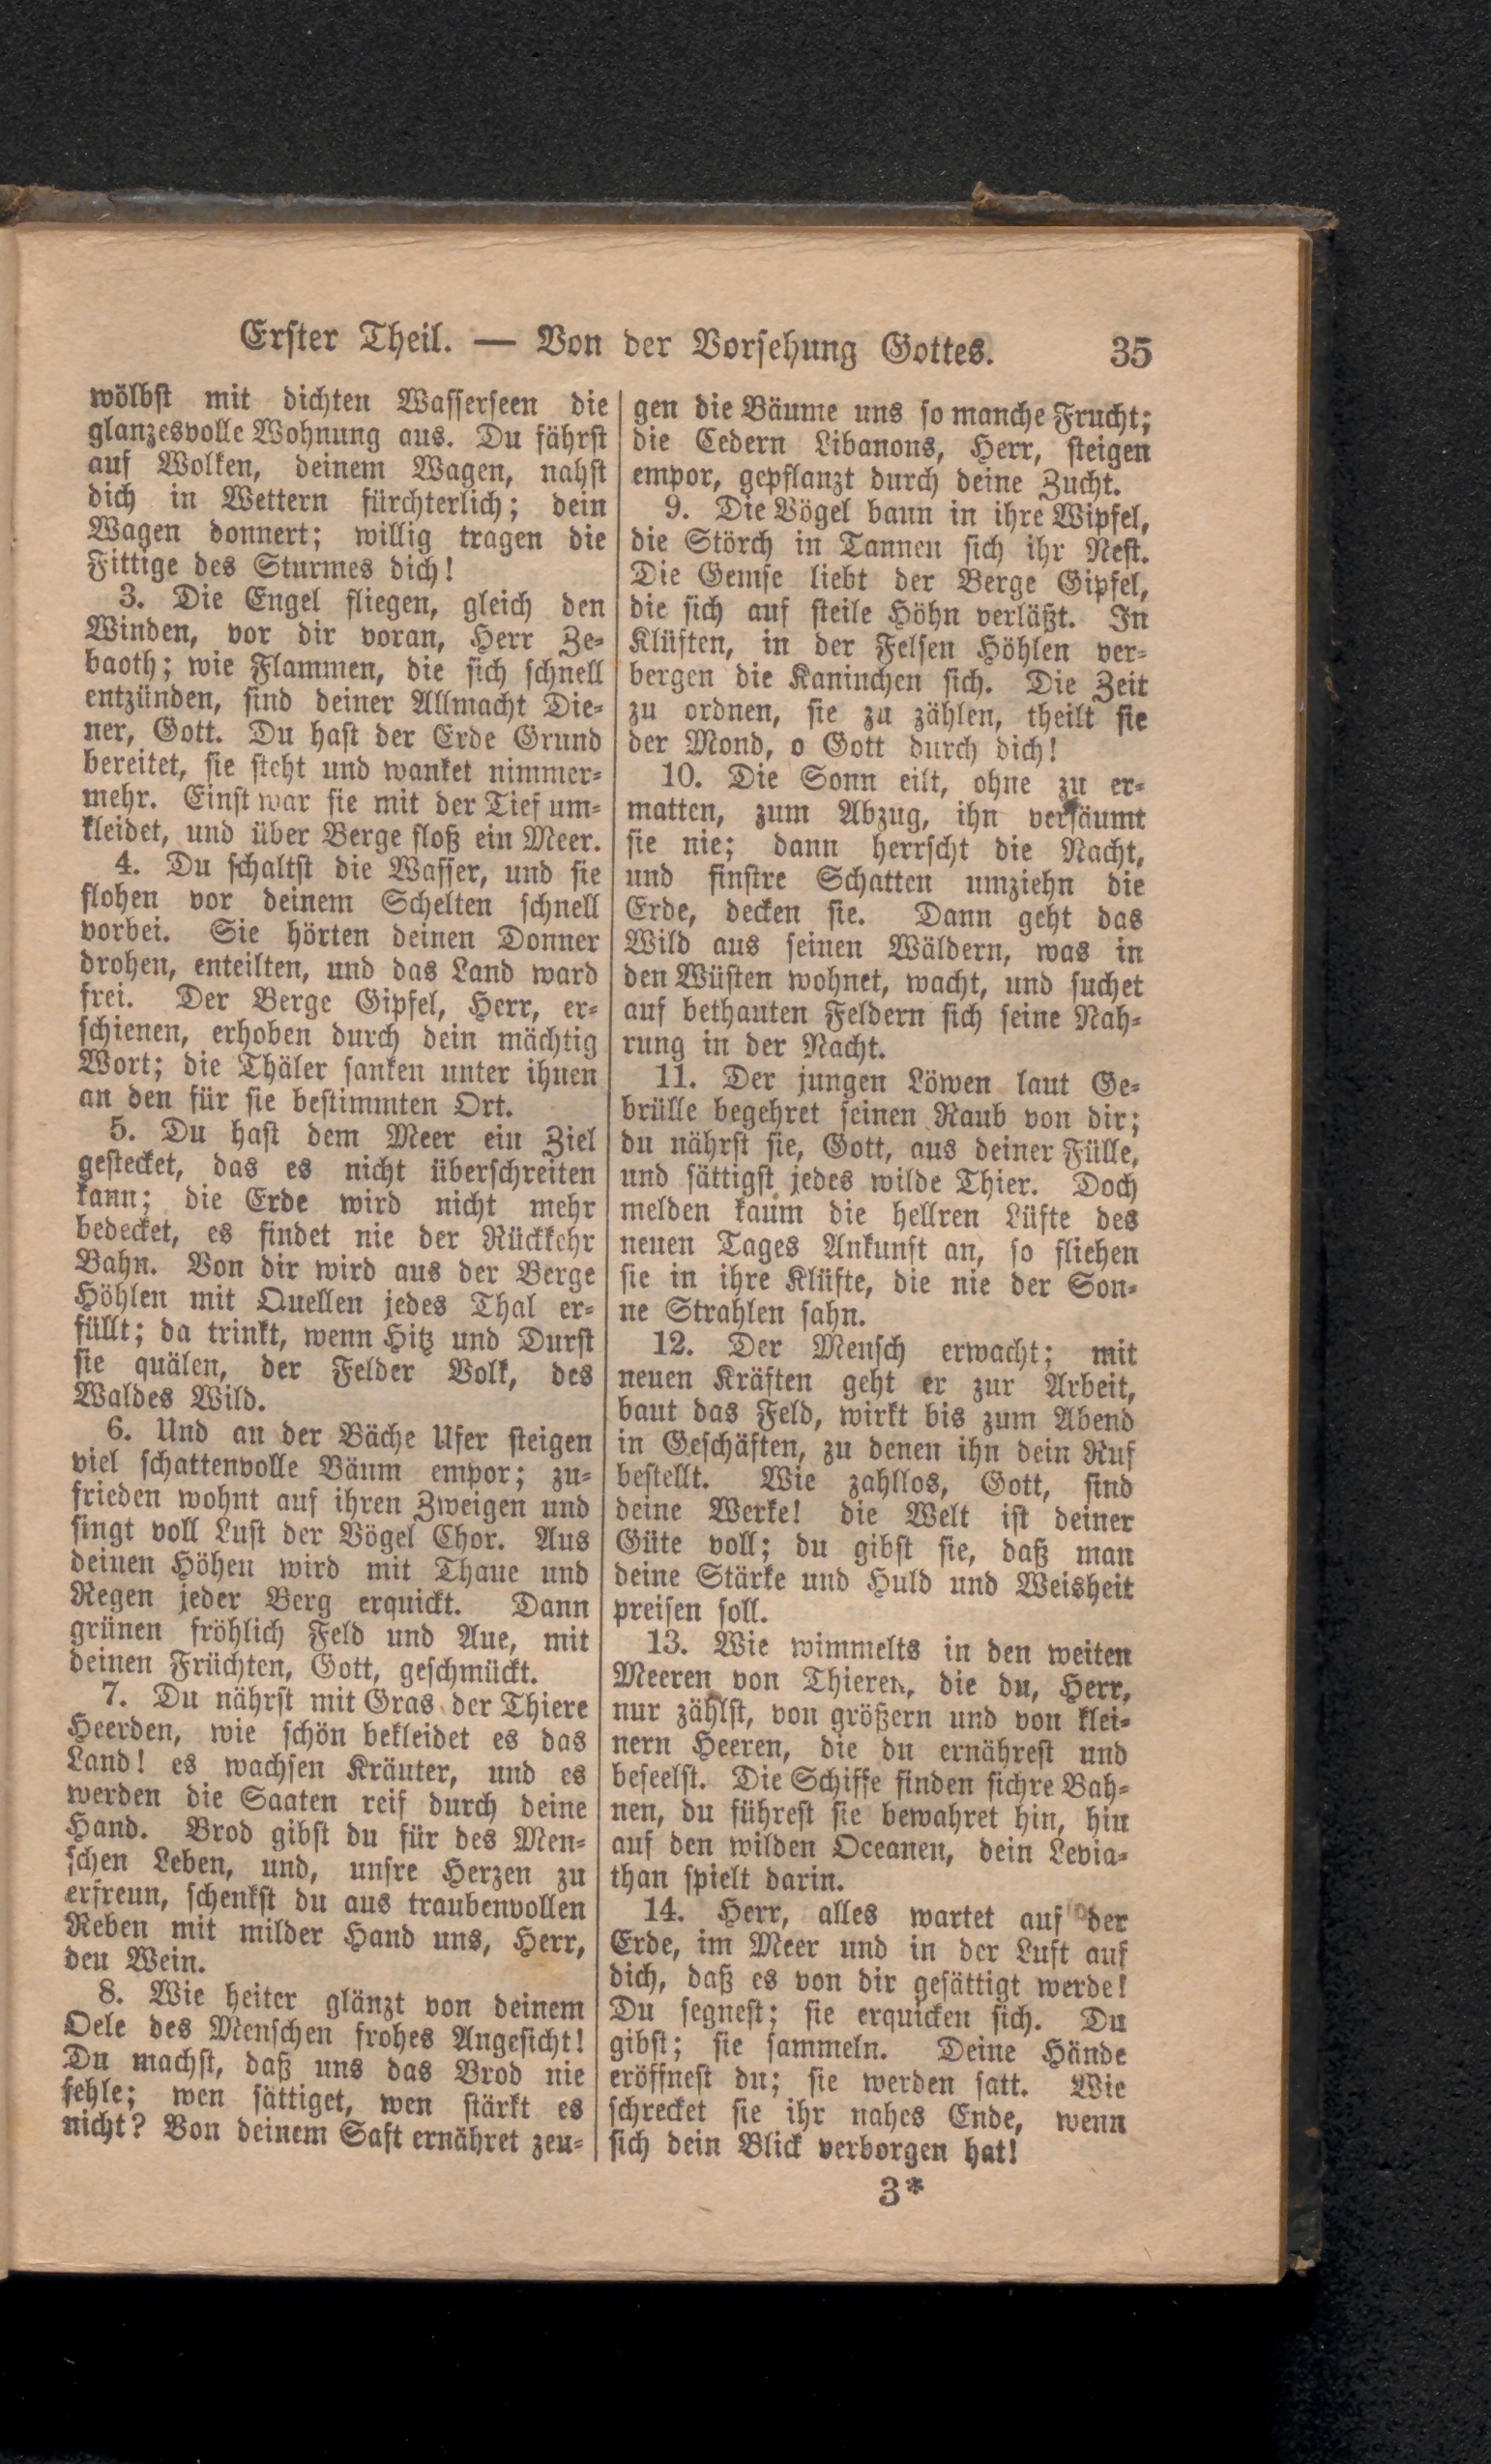 Erster Theil. — Von der Vorsehung Gottes. 35
wölbst mit dichten Wasserseen die
glanzesvolle Wohnung aus. Du fährst
auf Wolken, deinem Wagen, nahst
dich in Wettern fürchterlich; dein
Wagen donnert; willig tragen die
Fittige des Sturmes dich!
3. Die Engel fliegen, gleich den
Winden, vor dir voran, Herr Ze-
baoth; wie Flammen, die sich schnell
entzünden, sind deiner Allmacht Die-
ner, Gott. Du hast der Erde Grund
bereitet, sie steht und wanket nimmer-
mehr. Einst war sie mit der Tief um-
kleidet, und über Berge floß ein Meer.
4. Du schaltst die Wasser, und sie
flohen vor deinem Schelten schnell
vorbei. Sie hörten deinen Donner
drohen, enteilten, und das Land ward
frei. Der Berge Gipfel, Herr, er-
schienen, erhoben durch dein mächtig
Wort; die Thäler sanken unter ihnen
an den für sie bestimmten Ort.
5. Du hast dem Meer ein Ziel
gestecket, das es nicht überschreiten
kann; die Erde wird nicht mehr
bedecket, es findet nie der Rückkehr
Bahn. Von dir wird aus der Berge
Höhlen mit Quellen jedes Thal er-
füllt; da trinkt, wenn Hitz und Durst
sie quälen, der Felder Volk, des
Waldes Wild.
6. Und an der Bäche Ufer steigen
viel schattenvolle Bäum empor; zu-
frieden wohnt auf ihren Zweigen und
singt voll Lust der Vögel Chor. Aus
deinen Höhen wird mit Thaue und
Regen jeder Berg erquickt. Dann
grünen fröhlich Feld und Aue, mit
deinen Früchten, Gott, geschmückt.
7. Du nährst mit Gras der Thiere
Heerden, wie schön bekleidet es das
Land! es wachsen Kräuter, und es
werden die Saaten reif durch deine
Hand. Brod gibst du für des Men-
schen Leben, und, unsre Herzen zu
erfreun, schenkst du aus traubenvollen
Reben mit milder Hand uns, Herr,
den Wein.
8. Wie heiter glänzt von deinem
Oele des Menschen frohes Angesicht!
Du machst, daß uns das Brod nie
fehle; wen sättiget, wen stärkt es
nicht? Von deinem Saft ernähret zeu-
gen die Bäume uns so manche Frucht;
die Cedern Libanons, Herr, steigen
empor, gepflanzt durch deine Zucht.
9. Die Vögel baun in ihre Wipfel,
die Störch in Tannen sich ihr Nest.
Die Gemse liebt der Berge Gipfel,
die sich auf steile Höhn verläßt. In
Klüften, in der Felsen Höhlen ver-
bergen die Kaninchen sich. Die Zeit
zu ordnen, sie zu zählen, theilt sie
der Mond, o Gott durch dich!
10. Die Sonn eilt, ohne zu er-
matten, zum Abzug, ihn versäumt
sie nie; dann herrscht die Nacht,
und finstre Schatten umziehn die
Erde, decken sie. Dann geht das
Wild aus seinen Wäldern, was in
den Wüsten wohnet, wacht, und suchet
auf bethauten Feldern sich seine Nah-
rung in der Nacht.
11. Der jungen Löwen laut Ge-
brülle begehret seinen Raub von dir;
du nährst sie, Gott, aus deiner Fülle,
und sättigst jedes wilde Thier. Doch
melden kaum die hellren Lüfte des
neuen Tages Ankunft an, so fliehen
sie in ihre Klüfte, die nie der Son-
ne Strahlen sahn.
12. Der Mensch erwacht; mit
neuen Kräften geht er zur Arbeit,
baut das Feld, wirkt bis zum Abend
in Geschäften, zu denen ihn dein Ruf
bestellt. Wie zahllos, Gott, sind
deine Werke! die Welt ist deiner
Güte voll; du gibst sie, daß man
deine Stärke und Huld und Weisheit
preisen soll.
13. Wie wimmelts in den weiten
Meeren von Thieren, die du, Herr,
nur zählst, von größern und von klei-
nern Heeren, die du ernährest und
beseelst. Die Schiffe finden sichre Bah-
nen, du führest sie bewahret hin, hin
auf den wilden Oceanen, dein Levia-
than spielt darin.
14. Herr, alles wartet auf der
Erde, im Meer und in der Luft auf
dich, daß es von dir gesättigt werde!
Du segnest; sie erquicken sich. Du
gibst; sie sammeln. Deine Hände
eröffnest du; sie werden satt. Wie
schrecket sie ihr nahes Ende, wenn
sich dein Blick verborgen hat!
3*